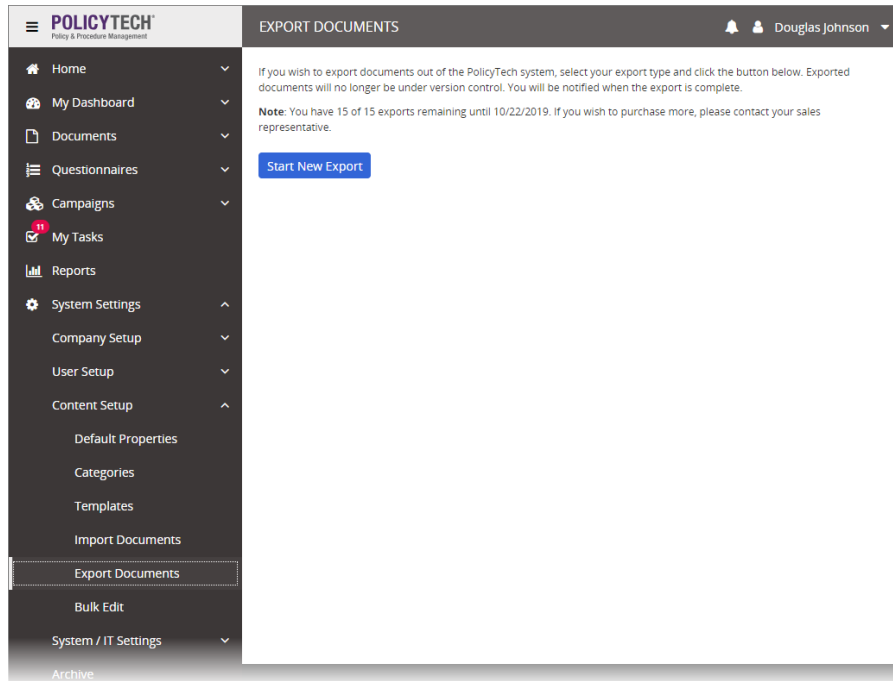 POLICYTECH®
Policy & Procedure Management
EXPORT DOCUMENTS
Douglas Johnson
Home
My Dashboard
Documents
Questionnaires
Campaigns
11
My Tasks
Reports
System Settings
Company Setup
User Setup
Content Setup
Default Properties
Categories
Templates
Import Documents
Export Documents
Bulk Edit
System / IT Settings
Archive
If you wish to export documents out of the PolicyTech system, select your export type and click the button below. Exported
documents will no longer be under version control. You will be notified when the export is complete.
Note: You have 15 of 15 exports remaining until 10/22/2019. If you wish to purchase more, please contact your sales
representative.
Start New Export